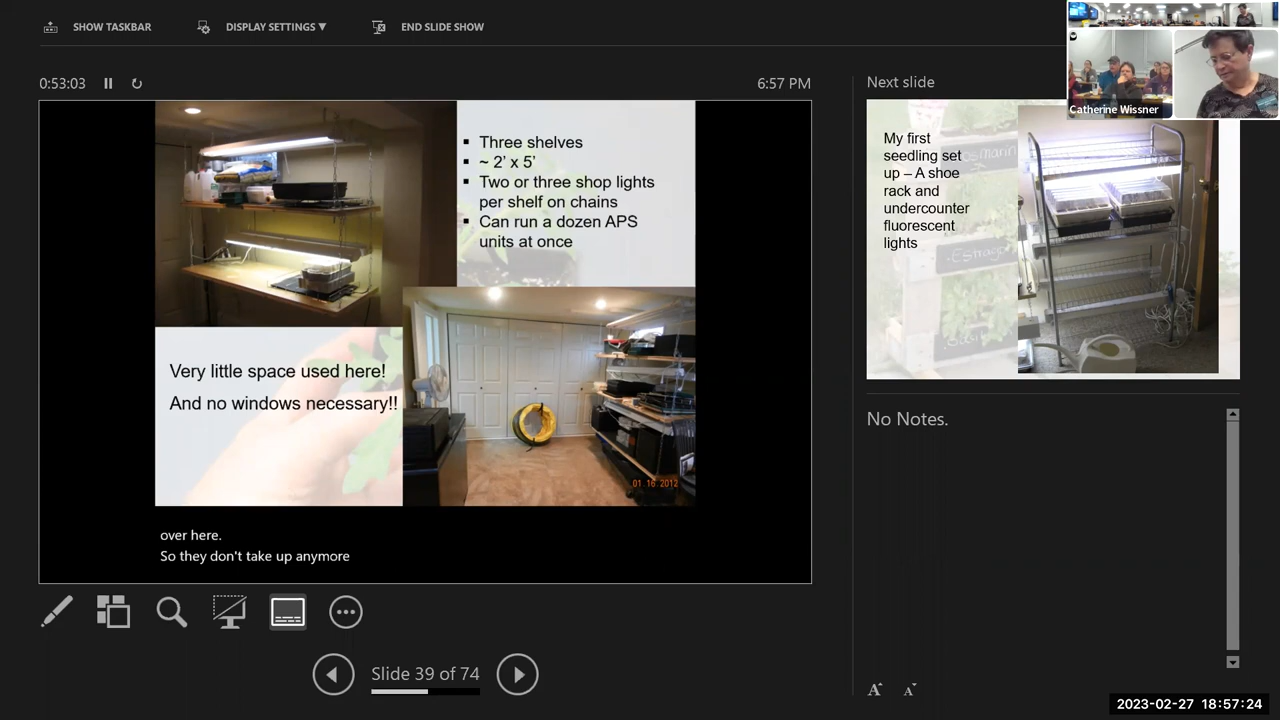 SHOW TASKBAR
DISPLAY SETTINGS ▼
END SLIDE SHOW
0:53:03
6:57 PM
▪ Three shelves
▪ ~ 2' x 5'
▪ Two or three shop lights
per shelf on chains
▪ Can run a dozen APS
units at once
Very little space used here!
And no windows necessary!!
01 16 2012
over here.
So they don't take up anymore
Slide 39 of 74
Next slide
Catherine Wissner
My first
seedling set
up – A shoe
rack and
undercounter
fluorescent
lights
No Notes.
A A
2023-02-27 18:57:24